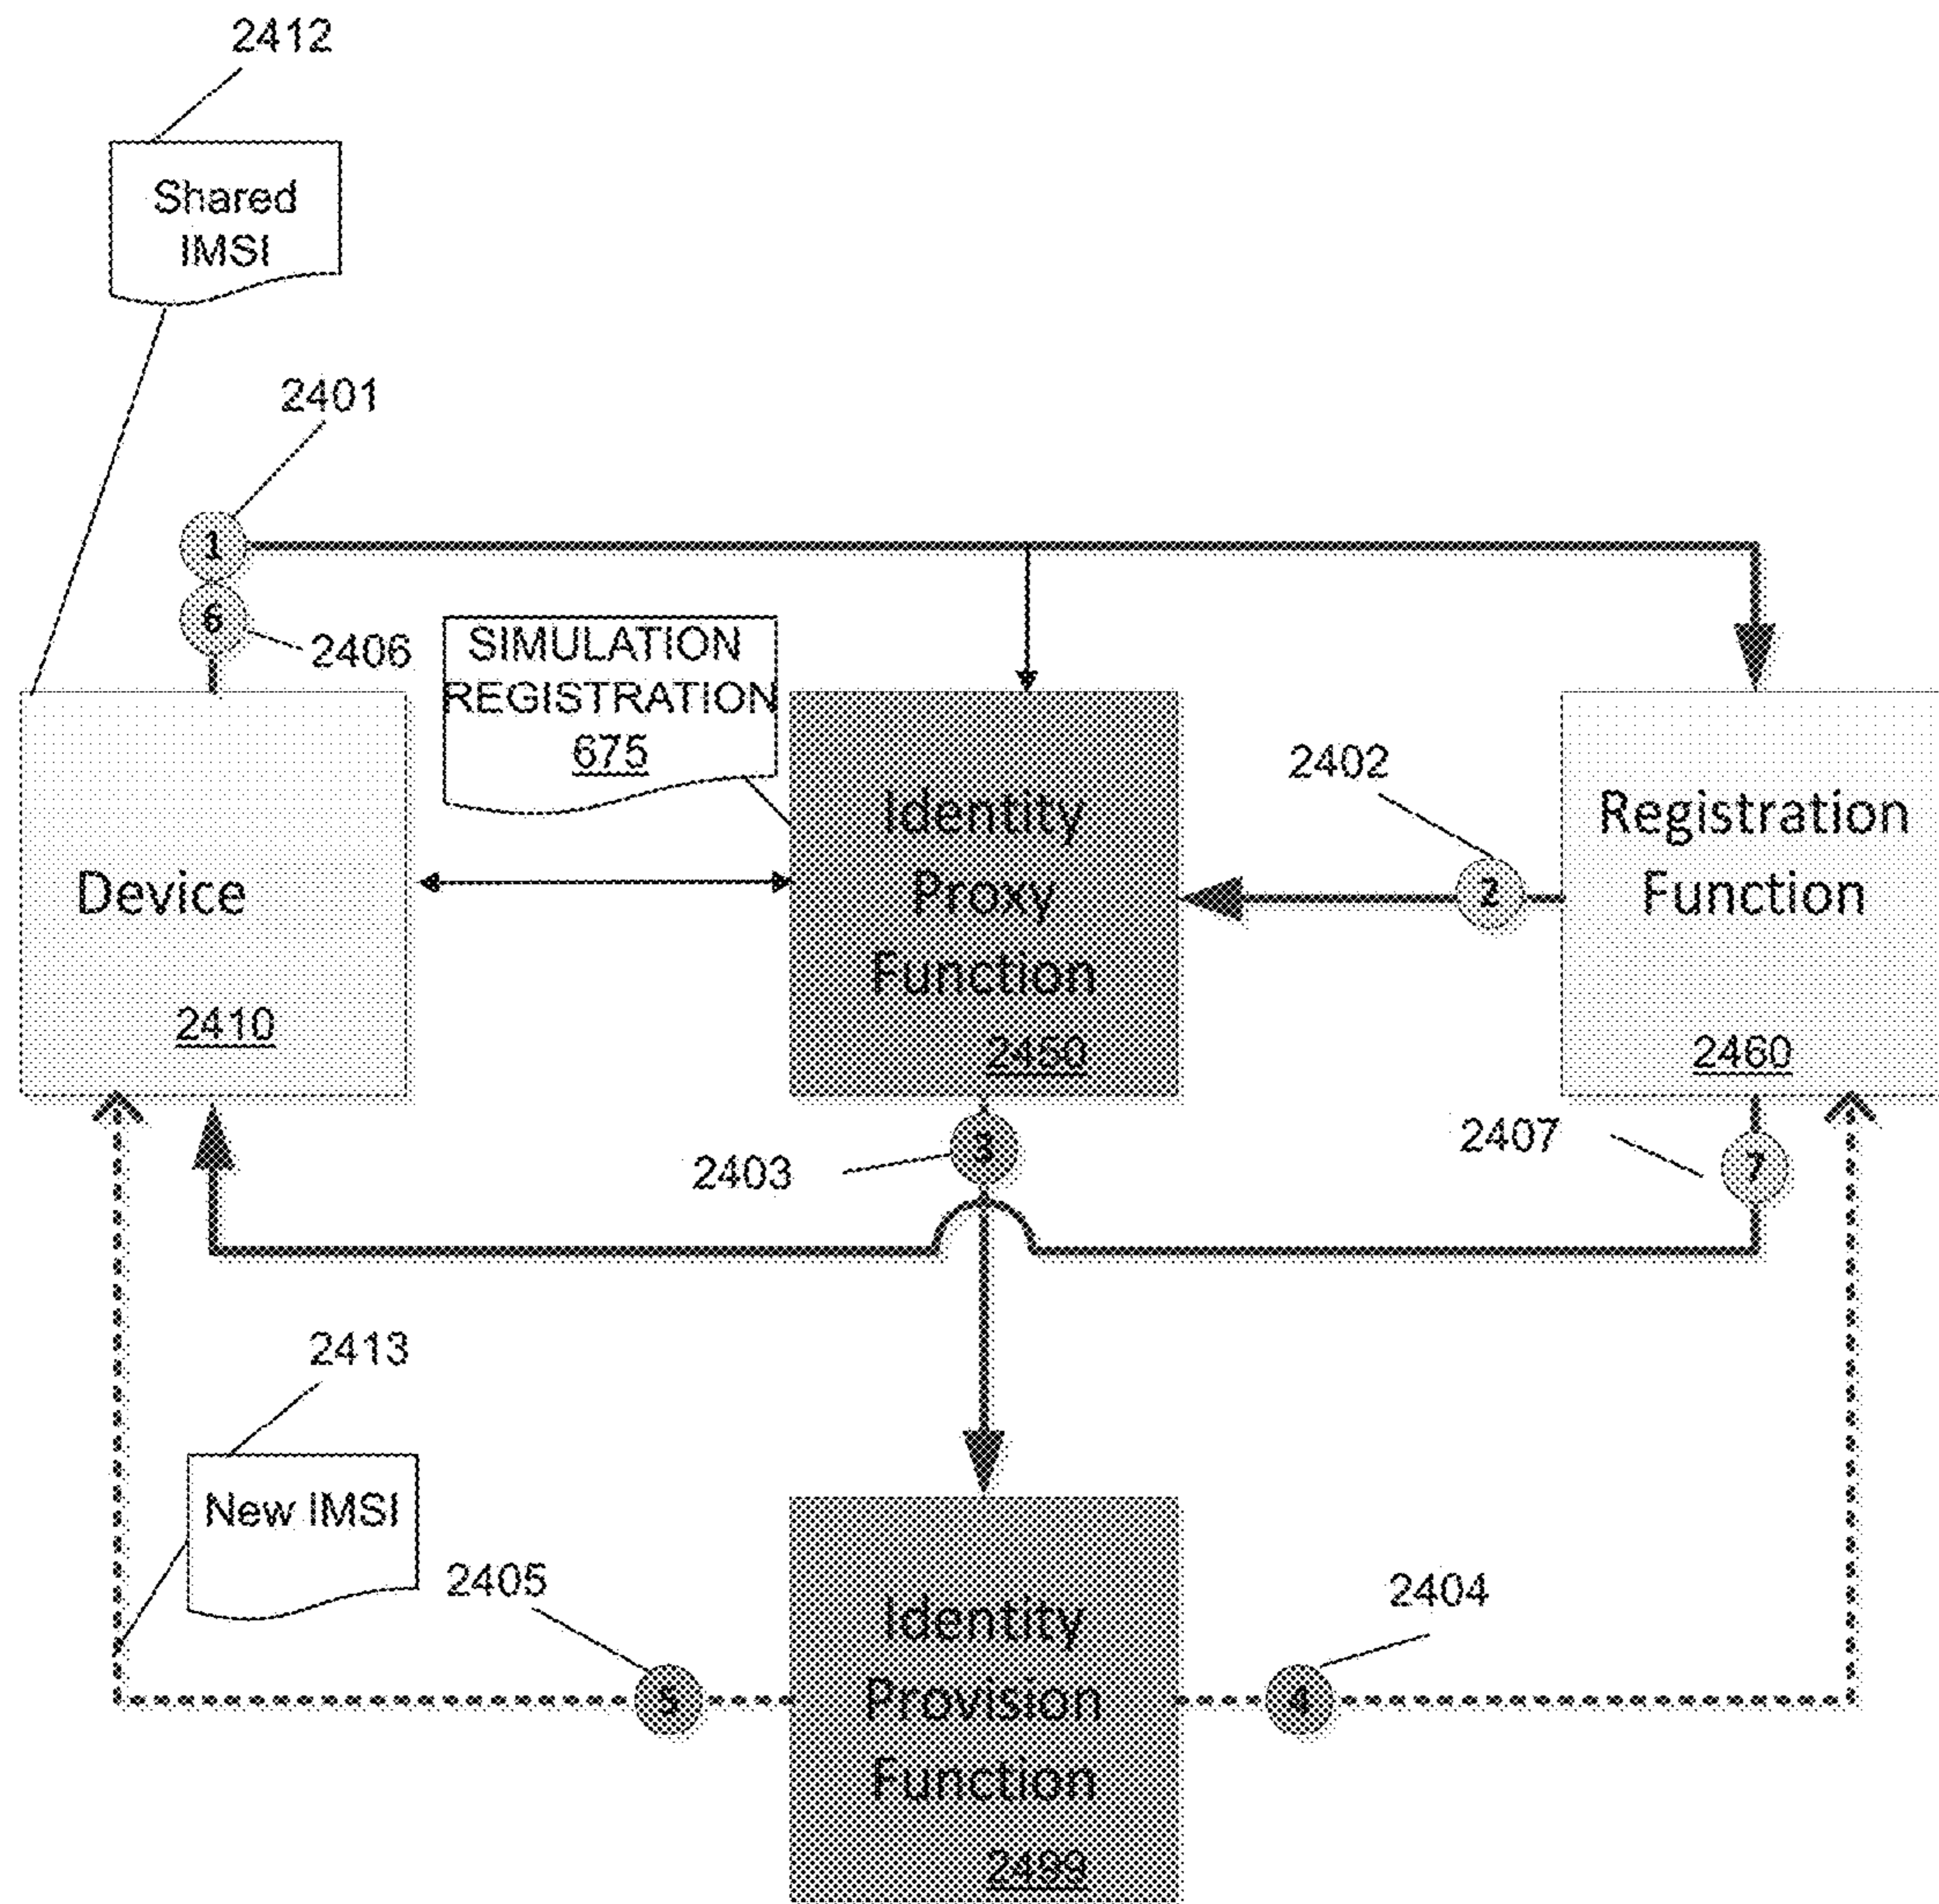 2412
Shared
IMSI
2401
1
6
2406
SIMULATION
REGISTRATION
675
Device
2410
Identity
Proxy
Function
2402
2
Registration
Function
2460
2403
3
2407
7
2413
New IMSI
2405
5
2404
4
Identity
Provision
Function
2499